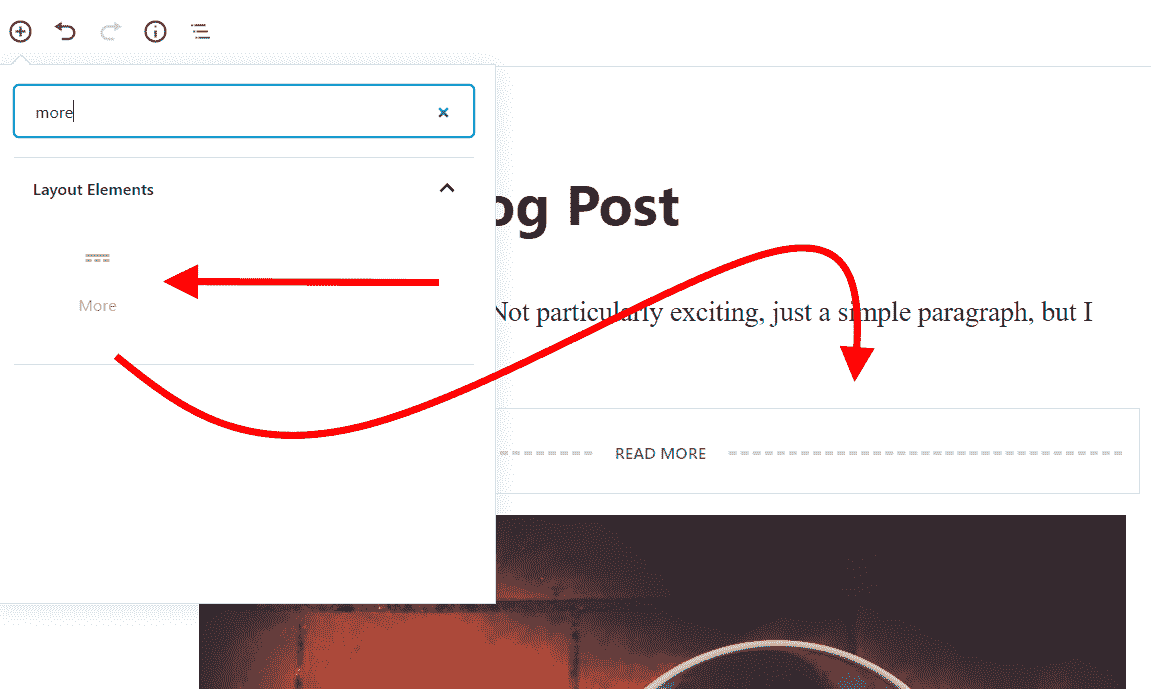 more
Layout Elements
More
og Post
Not particularly exciting, just a simple paragraph, but I
READ MORE